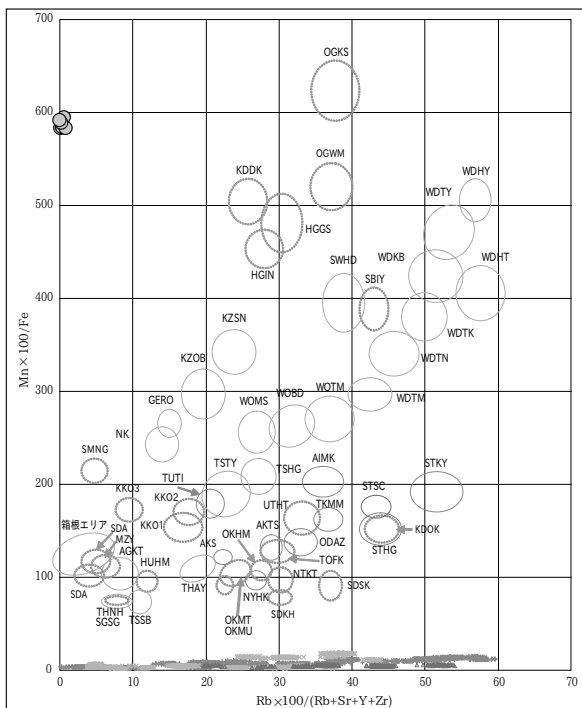 700
OGKS
600
OGWM
KDDK
WDHY
WDTY
500
HGGS
WDKB
WDHT
SWHD
HGIN
SBIY
400
Mn×100/Fe
KZSN
WDTK
KZOB
WDTN
300
GERO
WOTM
WDTM
WOBD
WOMS
NK
SMNG
AIMK
TSTY
STKY
TUTI
TSHG
STSC
200
KKO3
KKO2
UTHT
TKMM
箱根エリア
SDA
KKO1
AKTS
KDOK
MZY
OKHM
ODAZ
AGKT
AKS
STHG
HUHM
TOFK
NTKT
100
SDA
THAY
NYHK
SDSK
THNH
OKMT
SDKH
SGSG
TSSB
OKMU
0
0 10 20 30 40 50 60 70
Rb×100/(Rb+Sr+Y+Zr)